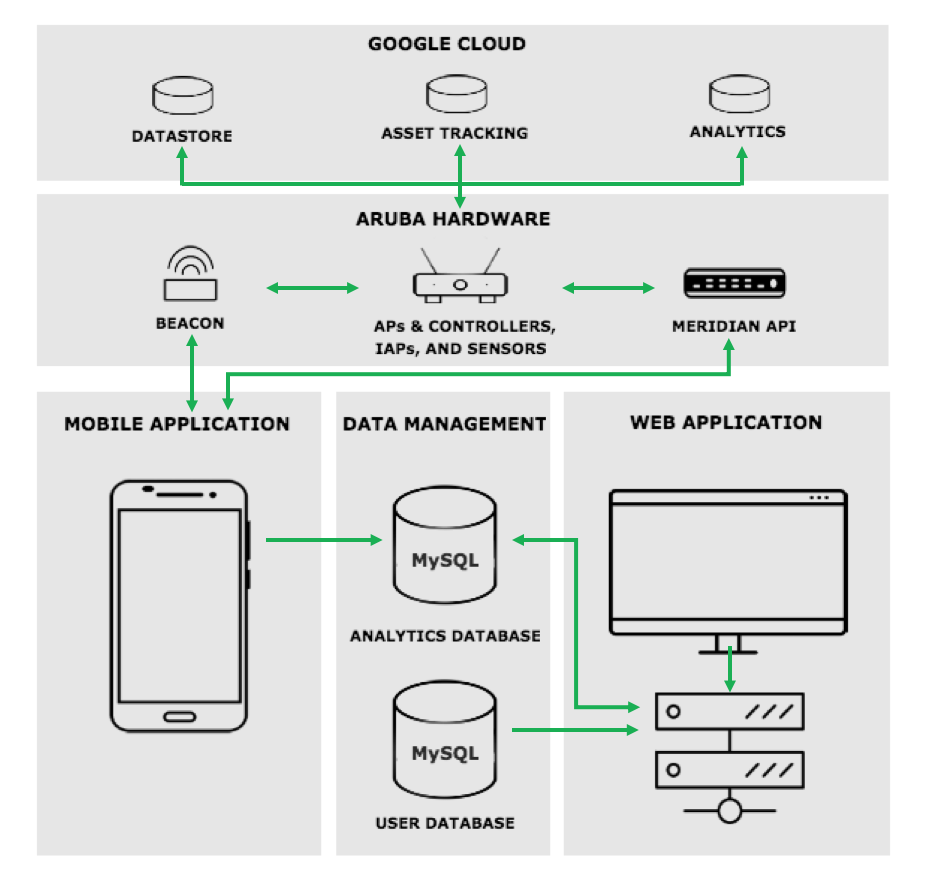 GOOGLE CLOUD
DATASTORE
ASSET TRACKING
ANALYTICS
ARUBA HARDWARE
BEACON
APs & CONTROLLERS,
IAPs, AND SENSORS
MERIDIAN API
MOBILE APPLICATION
DATA MANAGEMENT
MySQL
ANALYTICS DATABASE
MySQL
USER DATABASE
WEB APPLICATION